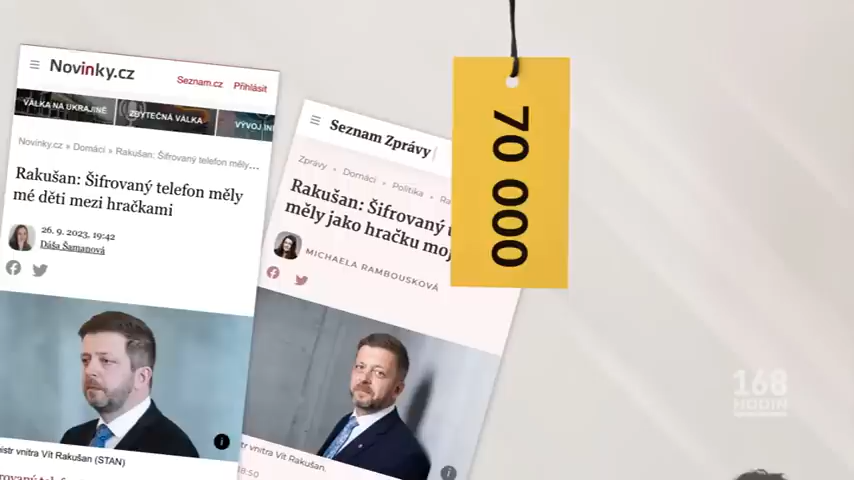 Novinky.cz
Seznam.cz Přihlásit
VÁLKA NA UKRAJINĚ
ZBYTEČNÁ VÁLKA
VÝVOJ
Novinky.cz » Domácí » Rakušan: Šifrovaný telefon měly...
Rakušan: Šifrovaný telefon měly
mé děti mezi hračkami
26. 9. 2023, 19:42
Dáša Šamanová
istr vnitra Vít Rakušan (STAN)
Seznam Zprávy
Zprávy • Domácí • Politika • Ra
Rakušan: Šifrovaný
měly jako hračku moj
MICHAELA RAMBOUSKOVÁ
tr vnitra Vít Rakušan.
18:50
70 000
168
HODIN